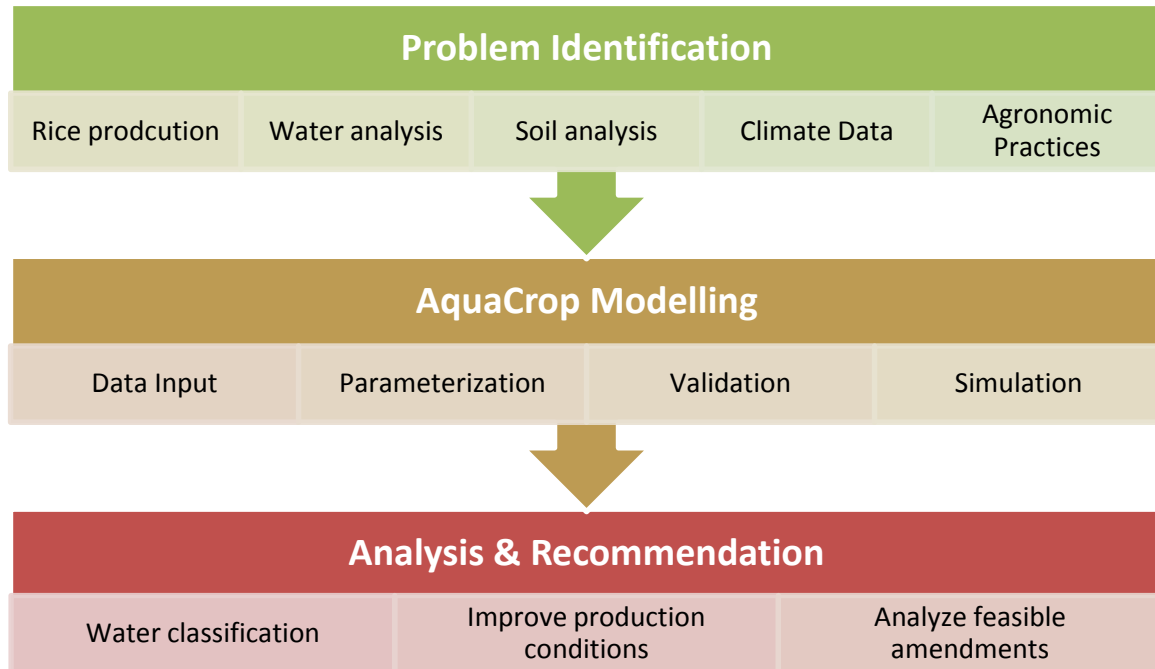 Problem Identification
Rice prodcution
Water analysis
Soil analysis
Climate Data
Agronomic
Practices
AquaCrop Modelling
Data Input
Parameterization
Validation
Simulation
Analysis & Recommendation
Water classification
Improve production
conditions
Analyze feasible
amendments